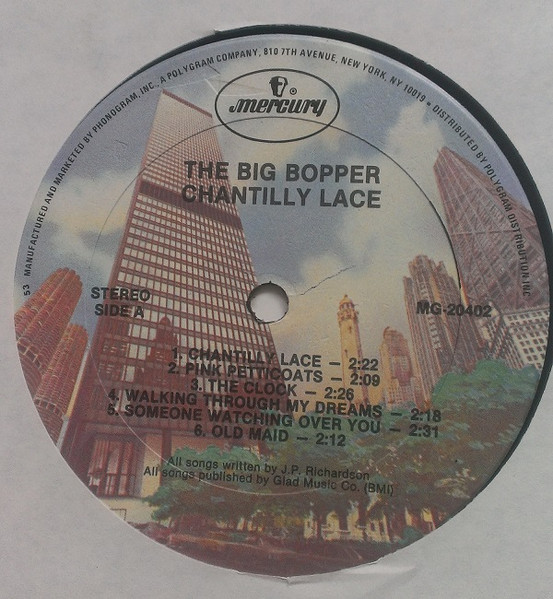 53 MANUFACTURED AND MARKETED BY PHONOGRAM, INC. A POLYGRAM COMPANY, 810 7TH AVENUE, NEW YORK, NY 10019 • DISTRIBUTED BY POLYGRAM DISTRIBUTION, INC
® mercury
THE BIG BOPPER
CHANTILLY LACE
STEREO
SIDE A
MG-20402
1. CHANTILLY LACE – 2:22
2. PINK PETTICOATS – 2:09
3. THE CLOCK – 2:26
4. WALKING THROUGH MY DREAMS – 2:18
5. SOMEONE WATCHING OVER YOU – 2:31
6. OLD MAID – 2:12
All songs written by J.P. Richardson
All songs published by Glad Music Co. (BMI)